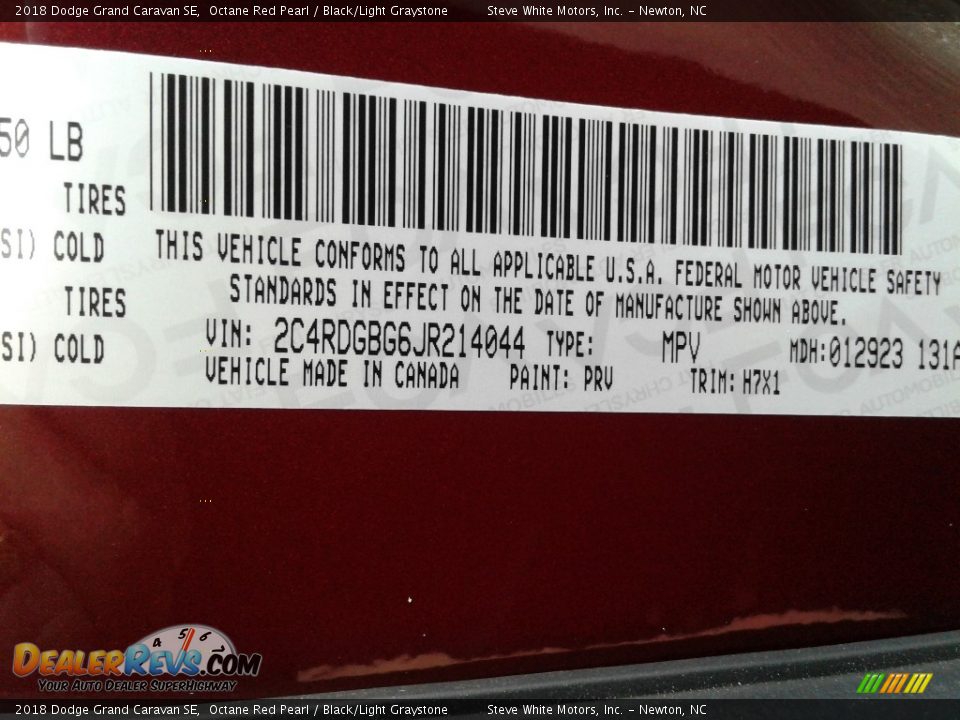 2018 Dodge Grand Caravan SE,  Octane Red Pearl / Black/Light Graystone     Steve White Motors, Inc. - Newton, NC
50 LB
TIRES
SI) COLD
TIRES
SI) COLD
THIS VEHICLE CONFORMS TO ALL APPLICABLE U.S.A. FEDERAL MOTOR VEHICLE SAFETY
STANDARDS IN EFFECT ON THE DATE OF MANUFACTURE SHOWN ABOVE.
VIN: 2C4RDGBG6JR214044 TYPE: MPV MDH:012923 131A
VEHICLE MADE IN CANADA PAINT: PRV TRIM: H7X1
4 5 6
DEALERREVS.COM
YOUR AUTO DEALER SUPERHIGHWAY
2018 Dodge Grand Caravan SE,  Octane Red Pearl / Black/Light Graystone     Steve White Motors, Inc. - Newton, NC